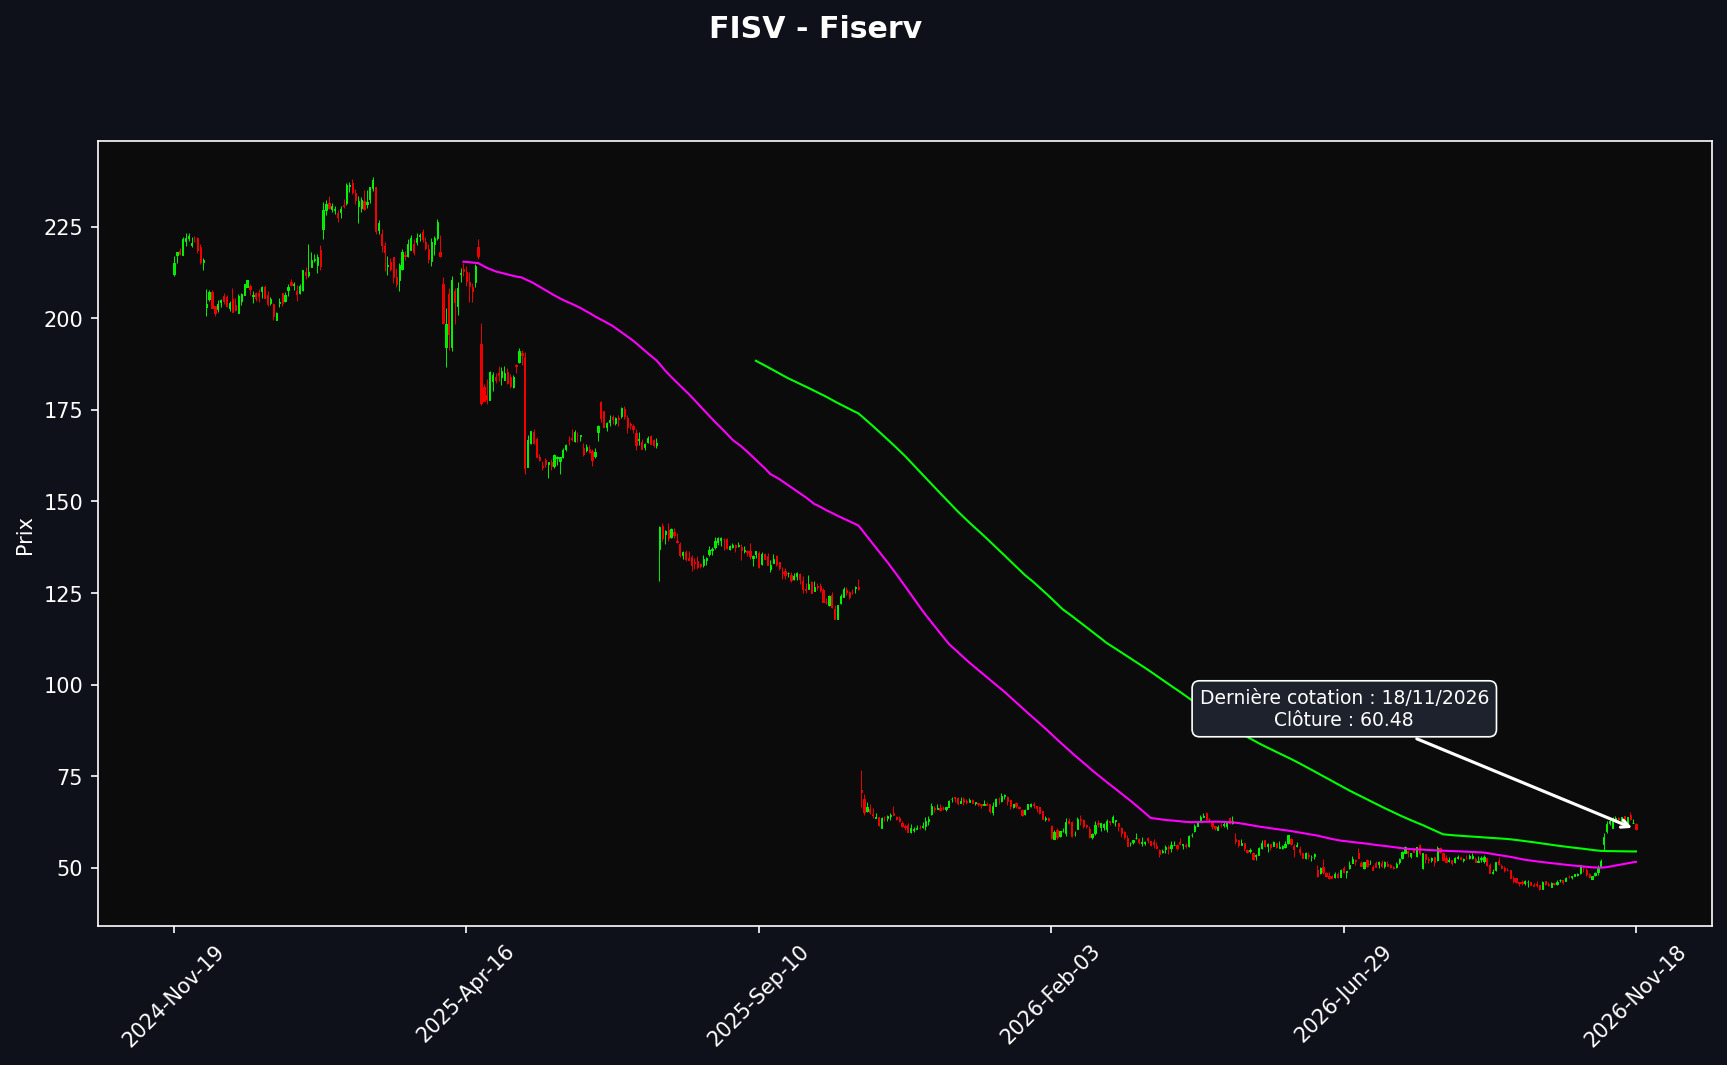 FISV - Fiserv
Prix
225
200
175
150
125
100
75
50
Dernière cotation : 18/11/2026
Clôture : 60.48
2024-Nov-19
2025-Apr-16
2025-Sep-10
2026-Feb-03
2026-Jun-29
2026-Nov-18